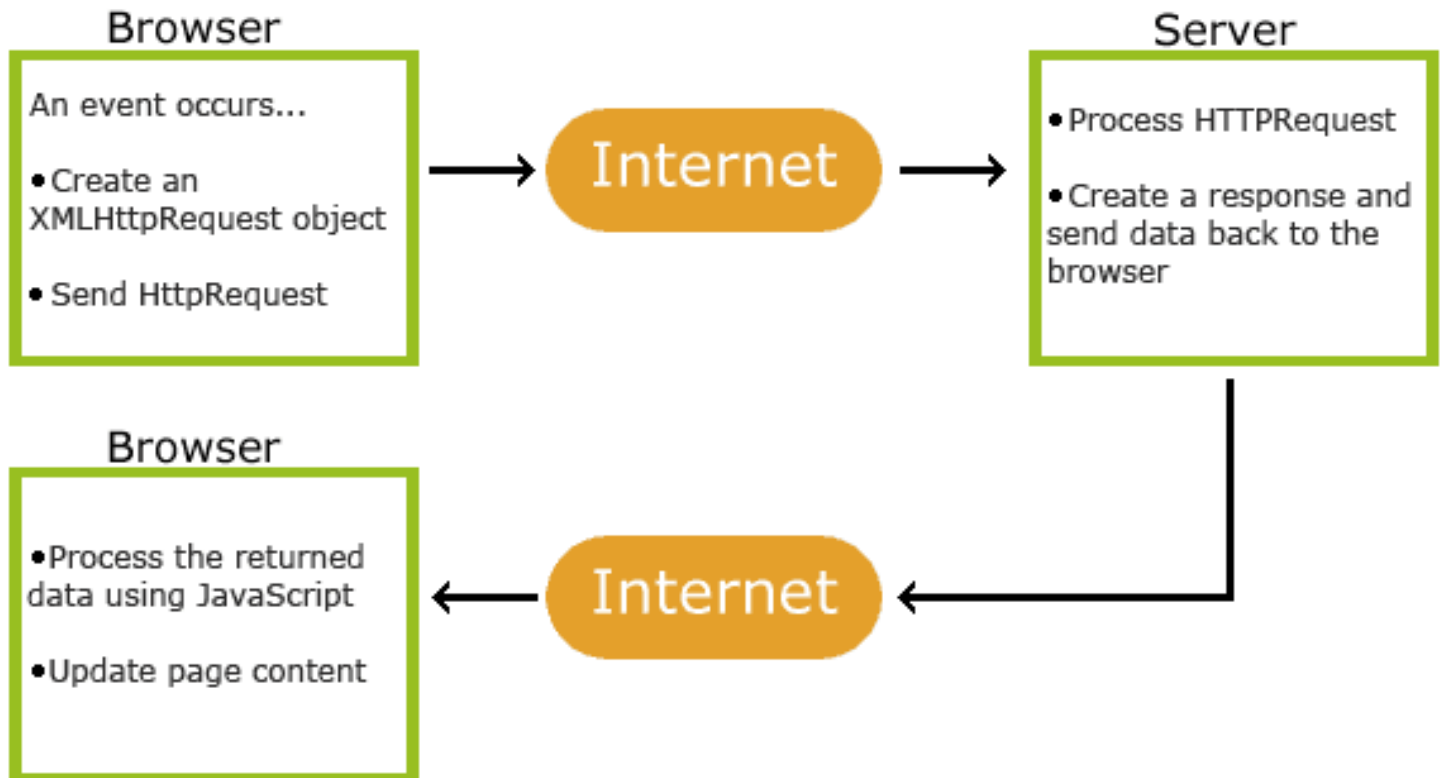 Browser
An event occurs...
•Create an
XMLHttpRequest object
• Send HttpRequest
Internet
Server
•Process HTTPRequest
•Create a response and
send data back to the
browser
Browser
•Process the returned
data using JavaScript
•Update page content
Internet